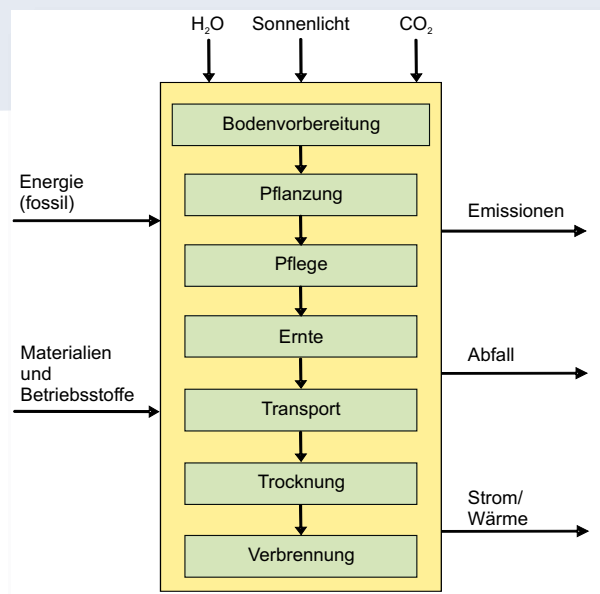 H₂O Sonnenlicht CO₂
Bodenvorbereitung
Energie
(fossil)
Pflanzung
Emissionen
Pflege
Ernte
Materialien
und
Betriebsstoffe
Abfall
Transport
Trocknung
Strom/
Wärme
Verbrennung